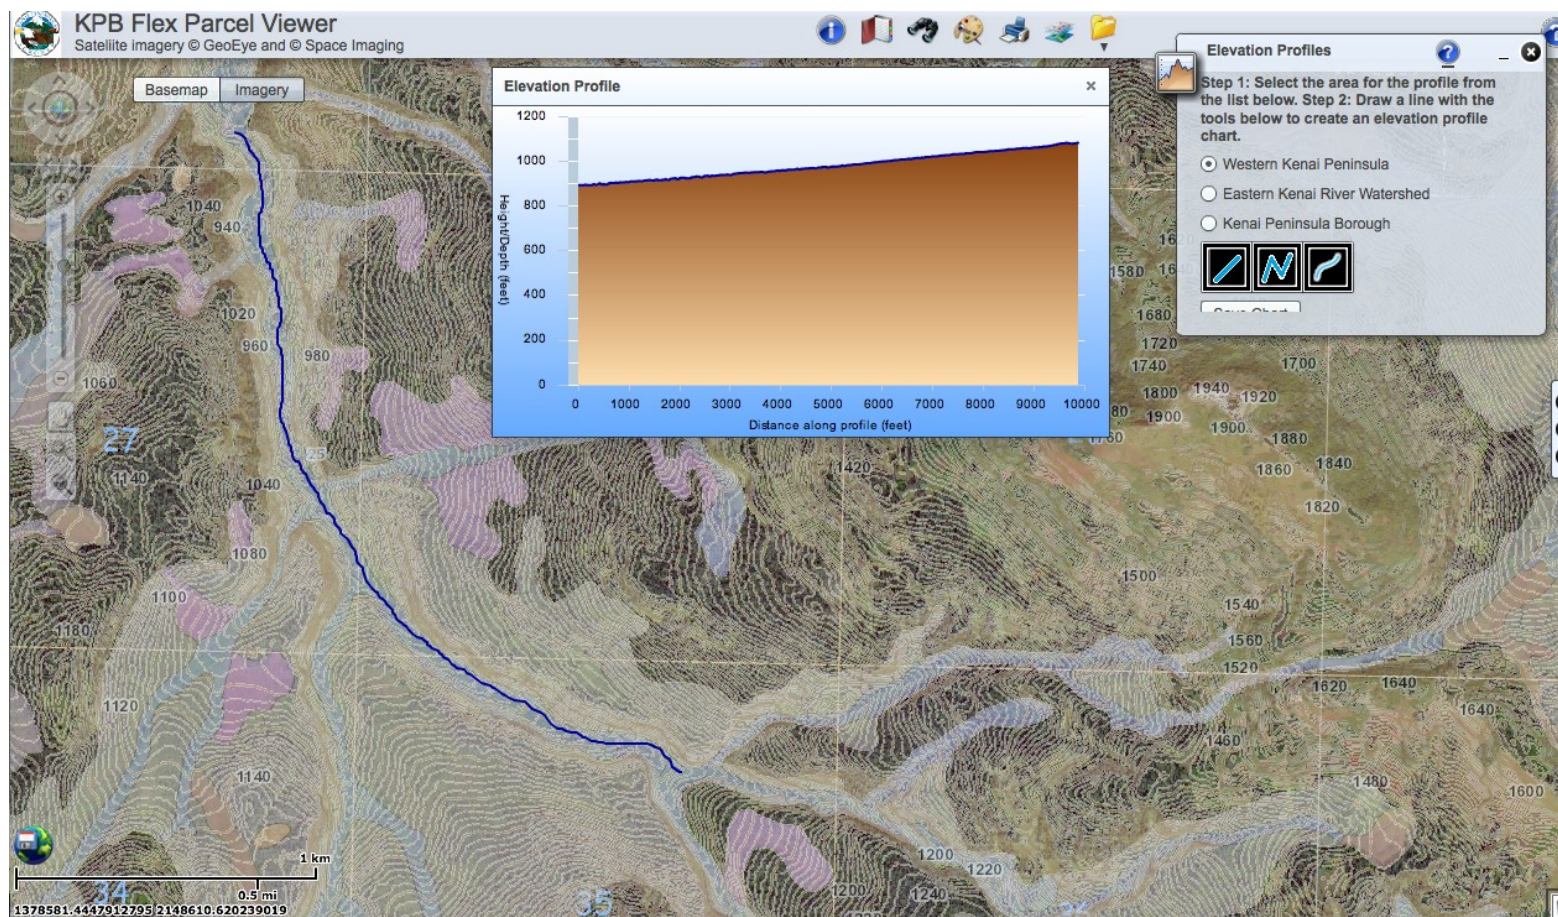 KPB Flex Parcel Viewer
Sateliite imagery © GeoEye and © Space Imaging
Basemap
Imagery
Elevation Profile
1200
1000
800
600
400
200
0
Height/Depth (feet)
0 1000 2000 3000 4000 5000 6000 7000 8000 9000 10000
Distance along profile (feet)
Elevation Profiles
Step 1: Select the area for the profile from
the list below. Step 2: Draw a line with the
tools below to create an elevation profile
chart.
Western Kenai Peninsula
Eastern Kenai River Watershed
Kenai Peninsula Borough
Save Chart
1040
940
1020
960
980
1060
27
1140
1040
1080
1100
1180
1120
1140
1580
1680
1720
1740
1700
1800
1940
1920
1900
1900
1880
1860
1840
1820
1420
1500
1540
1560
1520
1620
1640
1640
1460
1480
1600
1200
1220
1200
1240
34
35
1 km
0.5 mi
1378581.4447912795 2148610.620239019